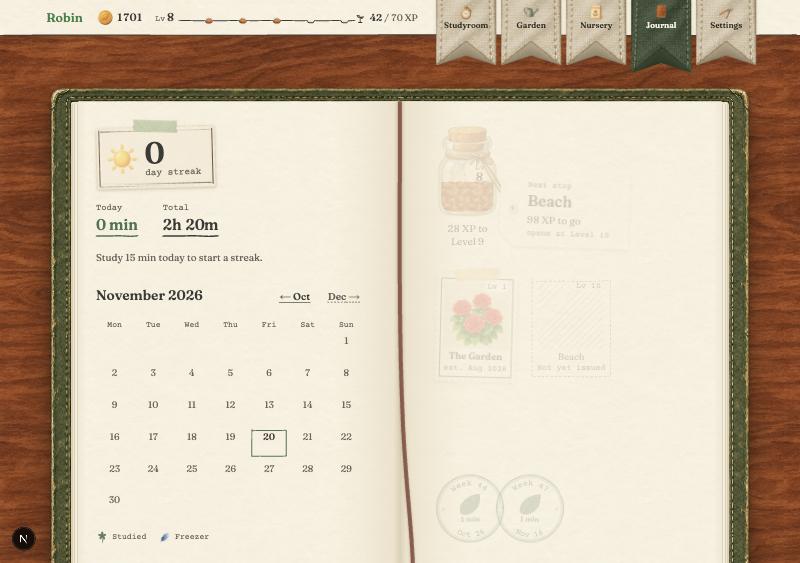 Robin
1701
Lv 8
42 / 70 XP
Studyroom
Garden
Nursery
Journal
Settings
0
day streak
Today
Total
0 min
2h 20m
Study 15 min today to start a streak.
November 2026
← Oct
Dec →
Mon Tue Wed Thu Fri Sat Sun
1
2 3 4 5 6 7 8
9 10 11 12 13 14 15
16 17 18 19 20 21 22
23 24 25 26 27 28 29
30
Studied
Freezer
N
8
28 XP to
Level 9
Next stop
Beach
98 XP to go
Opens at Level 10
Lv 1
The Garden
est. Aug 2026
Lv 10
Beach
Not yet issued
Week 44
1 min
Oct 26
Week 47
1 min
Nov 16